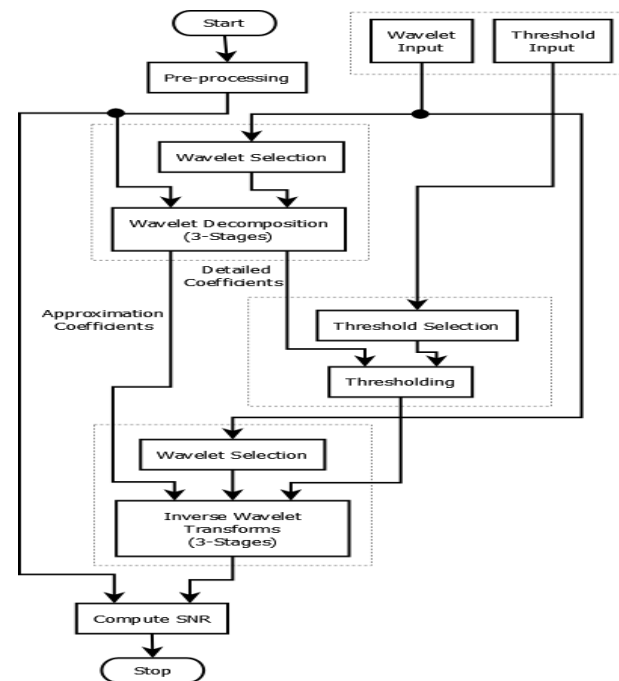 Start
Wavelet
Input
Threshold
Input
Pre-processing
Wavelet Selection
Wavelet Decomposition
(3-Stages)
Detailed
Coefficients
Approximation
Coefficients
Threshold Selection
Thresholding
Wavelet Selection
Inverse Wavelet
Transforms
(3-Stages)
Compute SNR
Stop